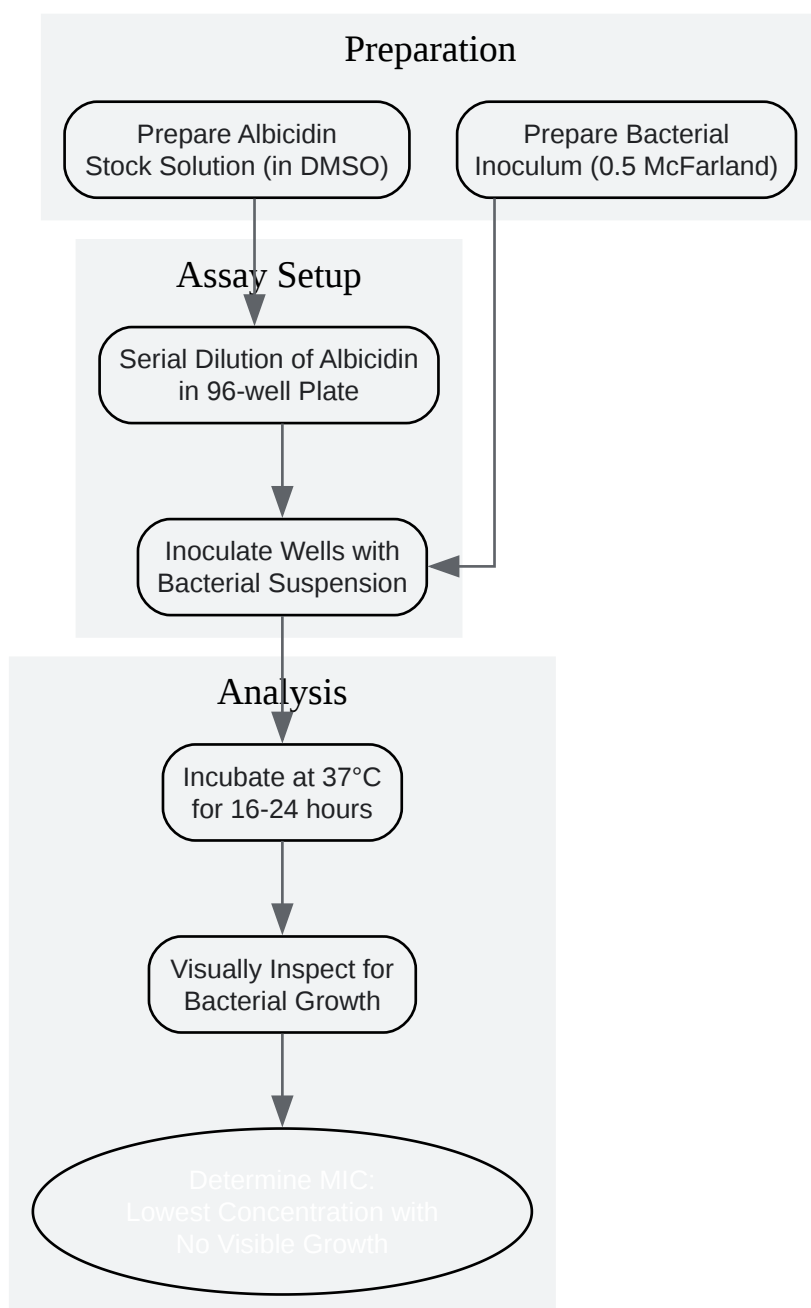 Preparation
Prepare Albicidin
Stock Solution (in DMSO)
Prepare Bacterial
Inoculum (0.5 McFarland)
Assay Setup
Serial Dilution of Albicidin
in 96-well Plate
Inoculate Wells with
Bacterial Suspension
Analysis
Incubate at 37°C
for 16-24 hours
Visually Inspect for
Bacterial Growth
Determine MIC:
Lowest Concentration with
No Visible Growth